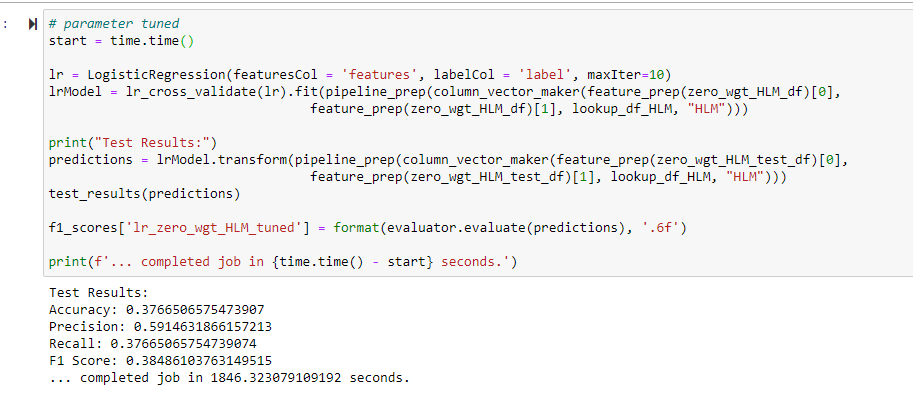 :
# parameter tuned
start = time.time()
lr = LogisticRegression(featuresCol = 'features', labelCol = 'label', maxIter=10)
lrModel = lr_cross_validate(lr).fit(pipeline_prep(column_vector_maker(feature_prep(zero_wgt_HLM_df)[0],
feature_prep(zero_wgt_HLM_df)[1], lookup_df_HLM, "HLM")))
print("Test Results:")
predictions = lrModel.transform(pipeline_prep(column_vector_maker(feature_prep(zero_wgt_HLM_test_df)[0],
feature_prep(zero_wgt_HLM_test_df)[1], lookup_df_HLM, "HLM")))
test_results(predictions)
f1_scores['lr_zero_wgt_HLM_tuned'] = format(evaluator.evaluate(predictions), '.6f')
print(f'... completed job in {time.time() - start} seconds.')
Test Results:
Accuracy: 0.3766506575473907
Precision: 0.5914631866157213
Recall: 0.37665065754739074
F1 Score: 0.38486103763149515
... completed job in 1846.323079109192 seconds.